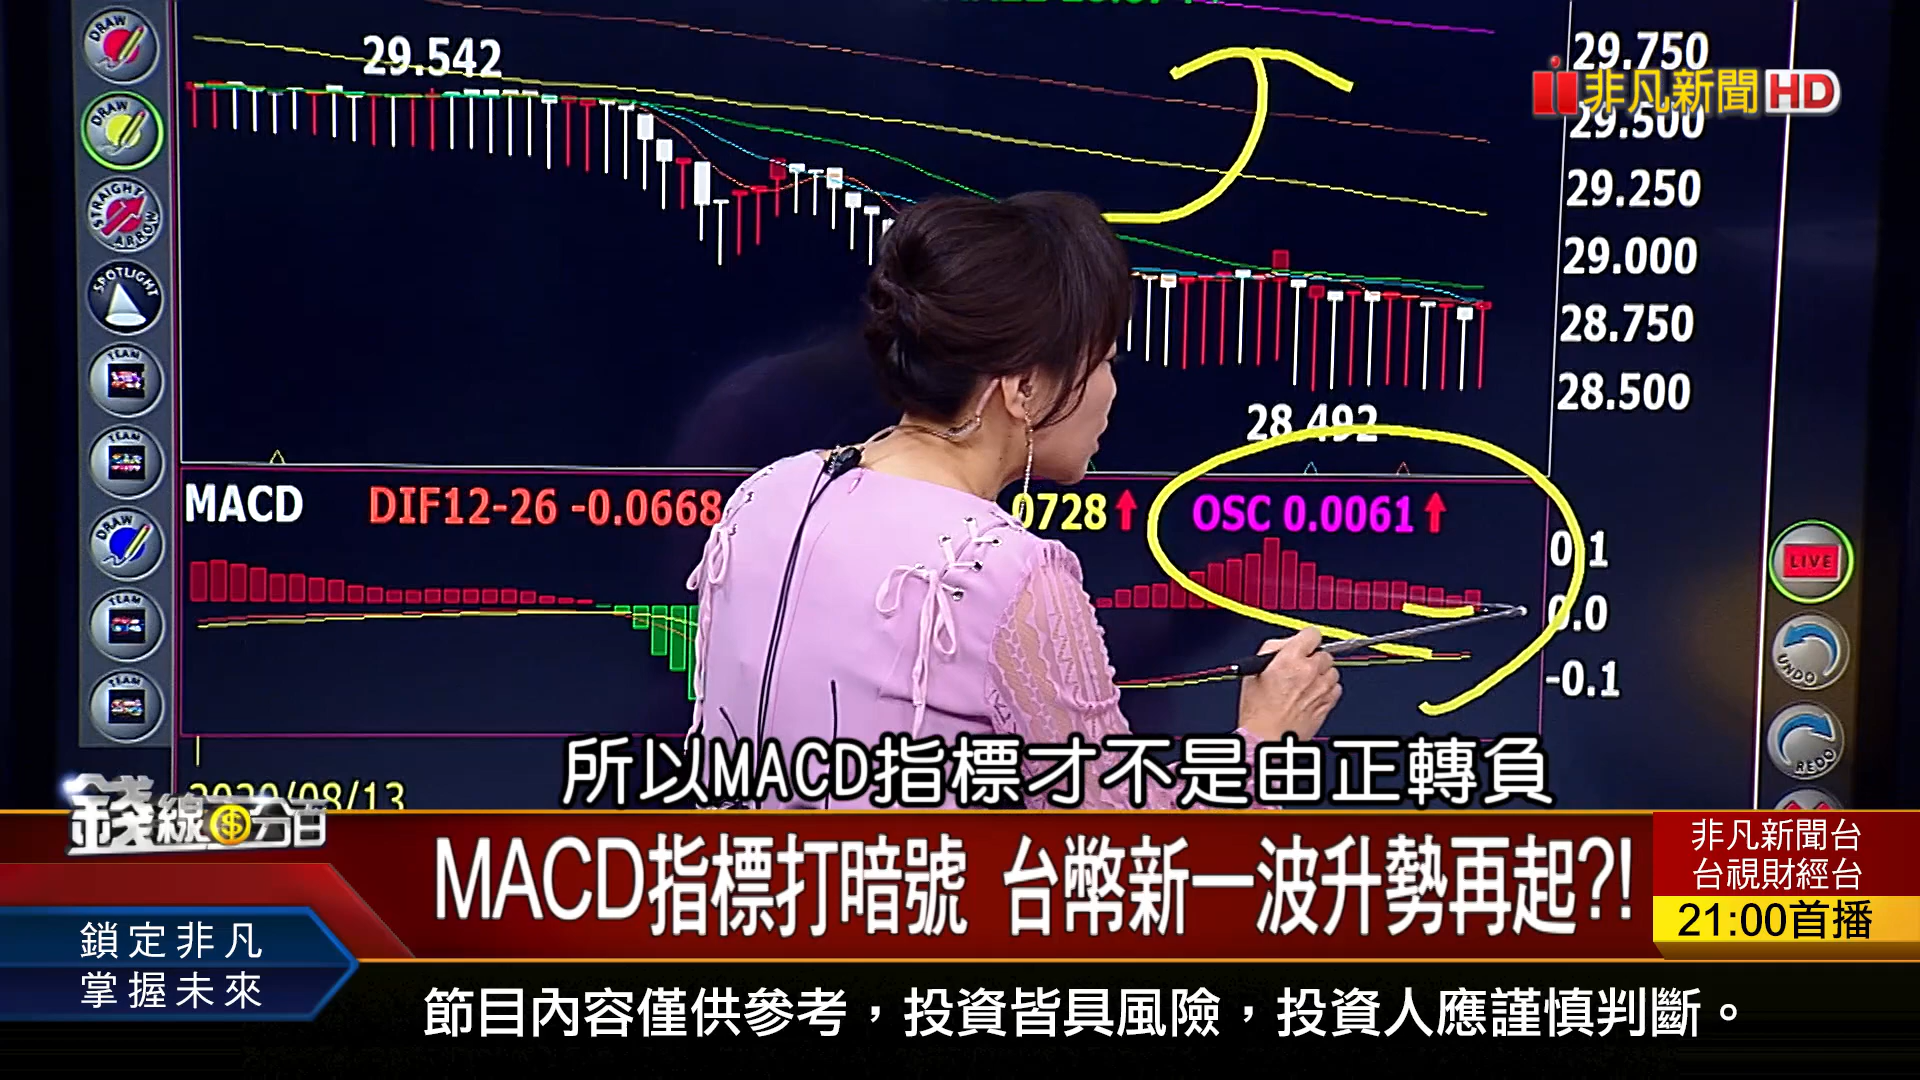 DRAW
29.542
29.750
非凡新聞HD
DRAW
29.500
STRAIGHT
ARROW
29.250
29.000
SPOTLIGHT
28.750
TEAM
28.500
28.492
TEAM
MACD
DIF12-26 -0.0668
0728
OSC 0.0061
DRAW
0.1
LIVE
TEAM
0.0
UNDO
-0.1
TEAM
REDO
所以MACD指標才不是由正轉負
2020/08/13
錢線百分百
MACD指標打暗號 台幣新一波升勢再起?!
非凡新聞台
台視財經台
21:00首播
鎖定非凡
掌握未來
節目內容僅供參考，投資皆具風險，投資人應謹慎判斷。